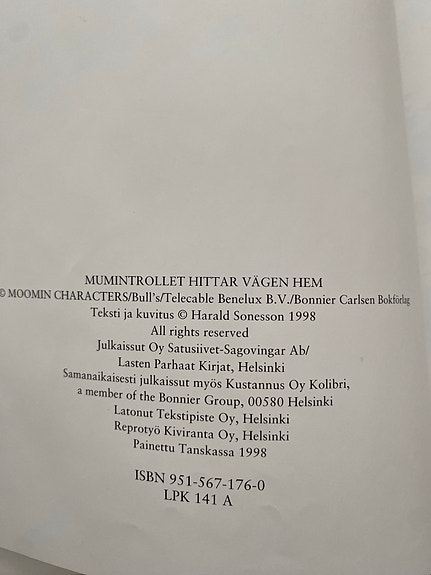 MUMINTROLLET HITTAR VÄGEN HEM
© MOOMIN CHARACTERS/Bull's/Telecable Benelux B.V./Bonnier Carlsen Bokförlag
Teksti ja kuvitus © Harald Sonesson 1998
All rights reserved
Julkaissut Oy Satusiivet-Sagovingar Ab/
Lasten Parhaat Kirjat, Helsinki
Samanaikaisesti julkaissut myös Kustannus Oy Kolibri,
a member of the Bonnier Group, 00580 Helsinki
Latonut Tekstipiste Oy, Helsinki
Reprotyö Kiviranta Oy, Helsinki
Painettu Tanskassa 1998
ISBN 951-567-176-0
LPK 141 A